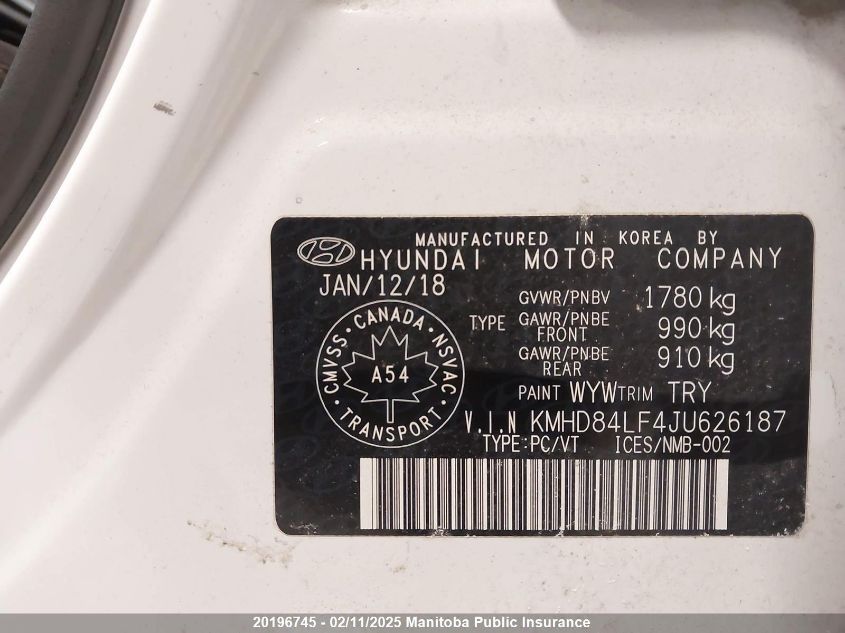 MANUFACTURED IN KOREA BY
HYUNDAI MOTOR COMPANY
JAN/12/18
GVWR/PNBV 1780 kg
TYPE GAWR/PNBE FRONT 990 kg
GAWR/PNBE REAR 910 kg
CMVSS · CANADA · NSVAC
A54
· TRANSPORT ·
PAINT WYW TRIM TRY
V.I.N KMHD84LF4JU626187
TYPE:PC/VT ICES/NMB-002
20196745 - 02/11/2025 Manitoba Public Insurance